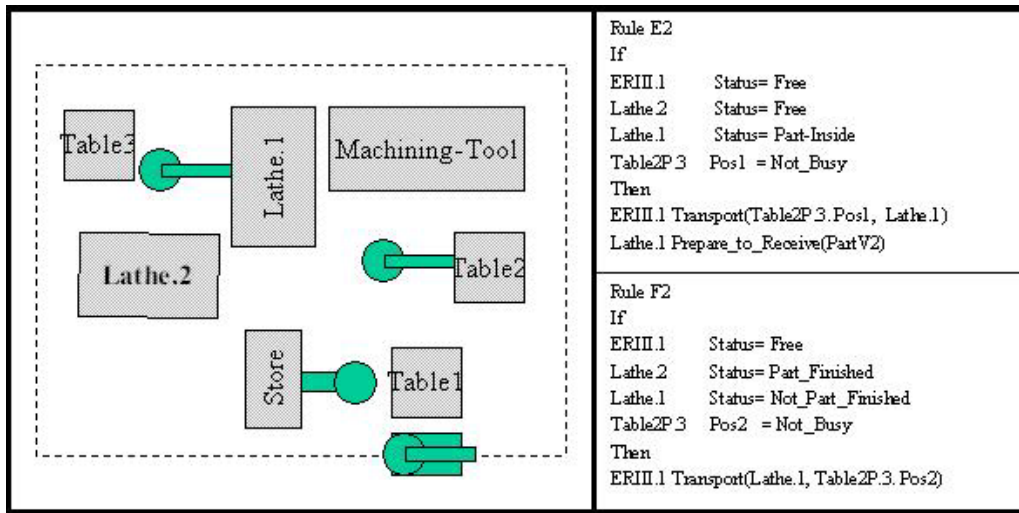 Table3
Lathe.1
Machining-Tool
Lathe.2
Table2
Store
Table1
Rule E2
If
ERIII.1 Status= Free
Lathe.2 Status= Free
Lathe.1 Status= Part-Inside
Table2P.3 Pos1 = Not_Busy
Then
ERIII.1 Transport(Table2P.3.Pos1, Lathe.1)
Lathe.1 Prepare_to_Receive(PartV2)
Rule F2
If
ERIII.1 Status= Free
Lathe.2 Status= Part_Finished
Lathe.1 Status= Not_Part_Finished
Table2P.3 Pos2 = Not_Busy
Then
ERIII.1 Transport(Lathe.1, Table2P.3.Pos2)